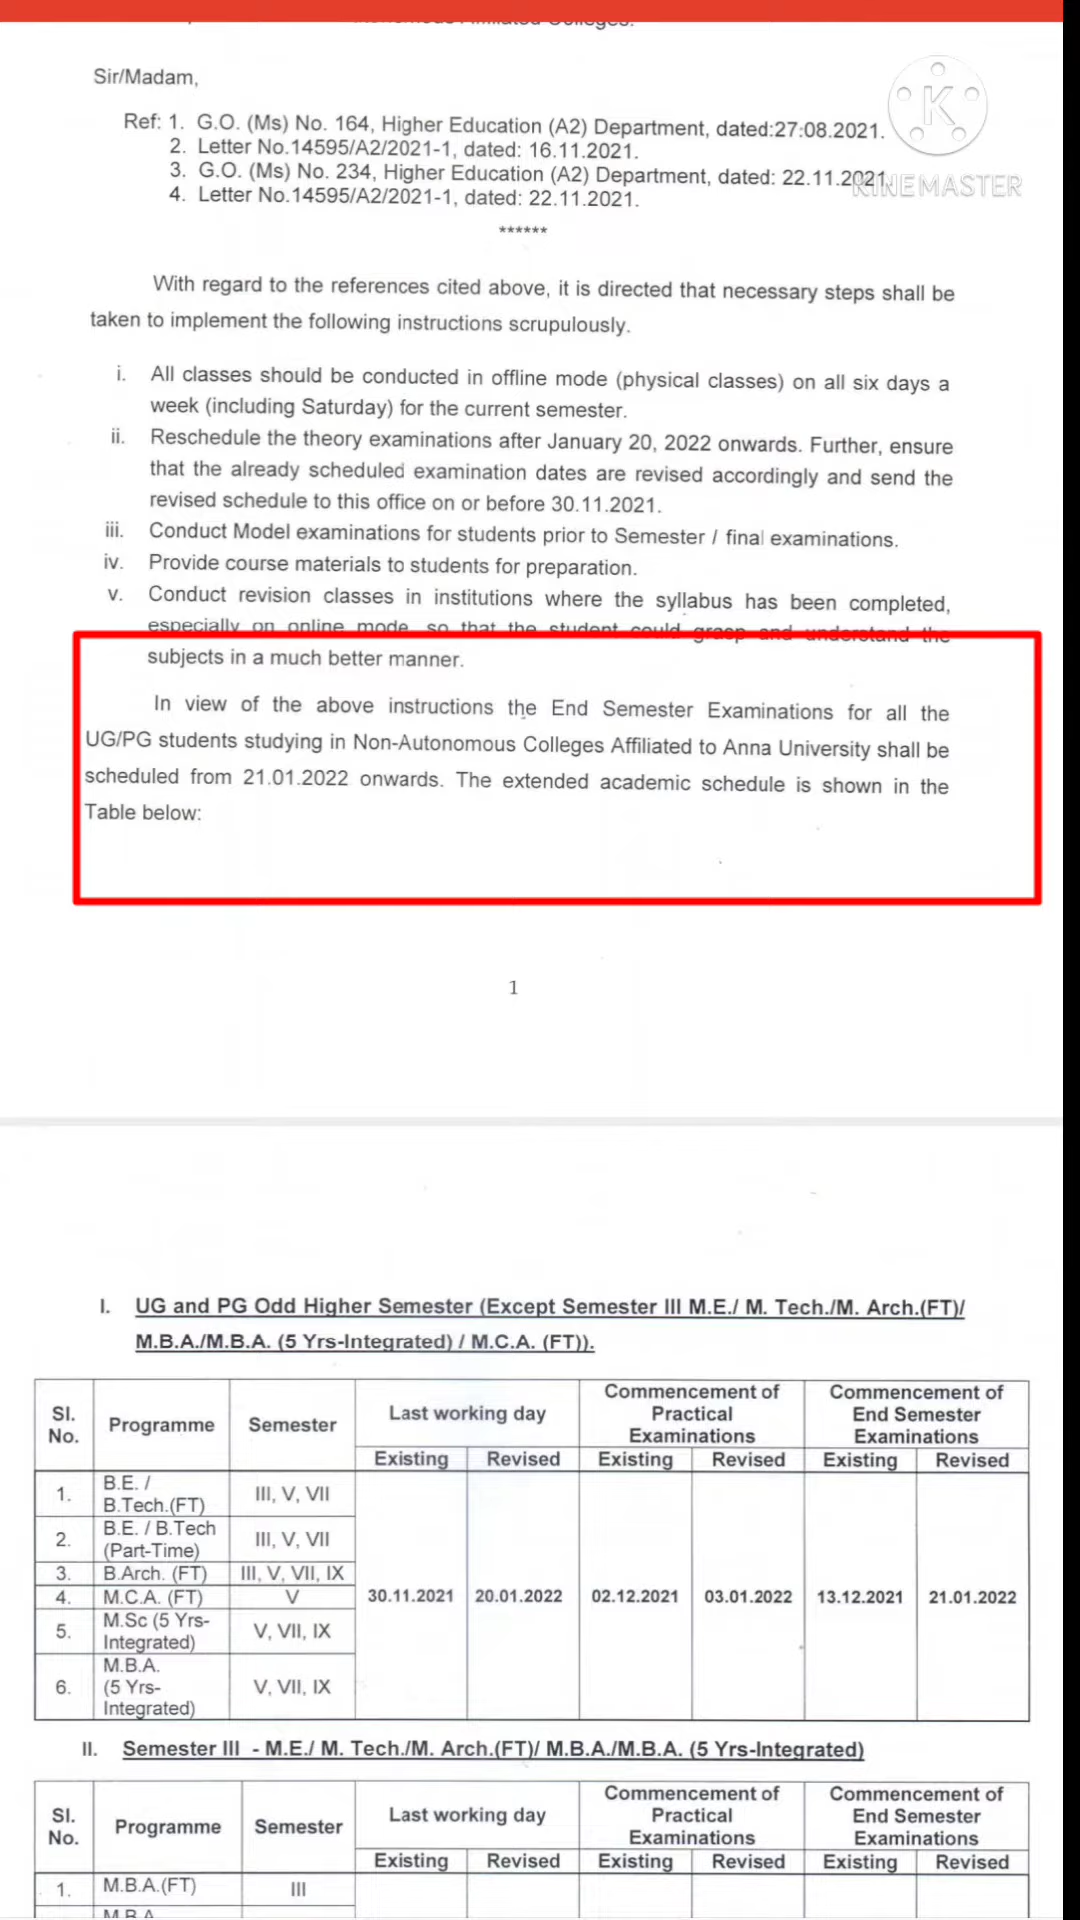 Affiliated Colleges.
Sir/Madam,
Ref: 1. G.O. (Ms) No. 164, Higher Education (A2) Department, dated:27:08.2021.
2. Letter No.14595/A2/2021-1, dated: 16.11.2021.
3. G.O. (Ms) No. 234, Higher Education (A2) Department, dated: 22.11.2021.
4. Letter No.14595/A2/2021-1, dated: 22.11.2021.
K
KINEMASTER
******
With regard to the references cited above, it is directed that necessary steps shall be
taken to implement the following instructions scrupulously.
i. All classes should be conducted in offline mode (physical classes) on all six days a
week (including Saturday) for the current semester.
ii. Reschedule the theory examinations after January 20, 2022 onwards. Further, ensure
that the already scheduled examination dates are revised accordingly and send the
revised schedule to this office on or before 30.11.2021.
iii. Conduct Model examinations for students prior to Semester / final examinations.
iv. Provide course materials to students for preparation.
v. Conduct revision classes in institutions where the syllabus has been completed,
especially on online mode, so that the student could grasp and understand the
subjects in a much better manner.
In view of the above instructions the End Semester Examinations for all the
UG/PG students studying in Non-Autonomous Colleges Affiliated to Anna University shall be
scheduled from 21.01.2022 onwards. The extended academic schedule is shown in the
Table below:
1
I. UG and PG Odd Higher Semester (Except Semester III M.E./ M. Tech./M. Arch.(FT)/
M.B.A./M.B.A. (5 Yrs-Integrated) / M.C.A. (FT)).
Sl. No. Programme Semester Last working day Commencement of Practical Examinations Commencement of End Semester Examinations
Existing Revised Existing Revised Existing Revised
1. B.E. / B.Tech.(FT) III, V, VII
2. B.E. / B.Tech (Part-Time) III, V, VII
3. B.Arch. (FT) III, V, VII, IX
4. M.C.A. (FT) V
30.11.2021 20.01.2022 02.12.2021 03.01.2022 13.12.2021 21.01.2022
5. M.Sc (5 Yrs-Integrated) V, VII, IX
6. M.B.A. (5 Yrs-Integrated) V, VII, IX
II. Semester III - M.E./ M. Tech./M. Arch.(FT)/ M.B.A./M.B.A. (5 Yrs-Integrated)
Sl. No. Programme Semester Last working day Commencement of Practical Examinations Commencement of End Semester Examinations
Existing Revised Existing Revised Existing Revised
1. M.B.A.(FT) III
M.B.A